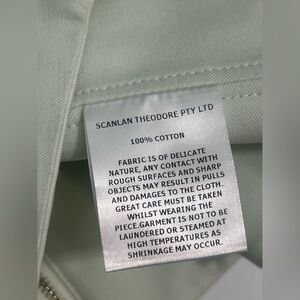 SCANLAN THEODORE PTY LTD
100% COTTON
FABRIC IS OF DELICATE
NATURE, ANY CONTACT WITH
ROUGH SURFACES AND SHARP
OBJECTS MAY RESULT IN PULLS
AND DAMAGES TO THE CLOTH.
GREAT CARE MUST BE TAKEN
WHILST WEARING THE
PIECE.GARMENT IS NOT TO BE
LAUNDERED OR STEAMED AT
HIGH TEMPERATURES AS
SHRINKAGE MAY OCCUR.